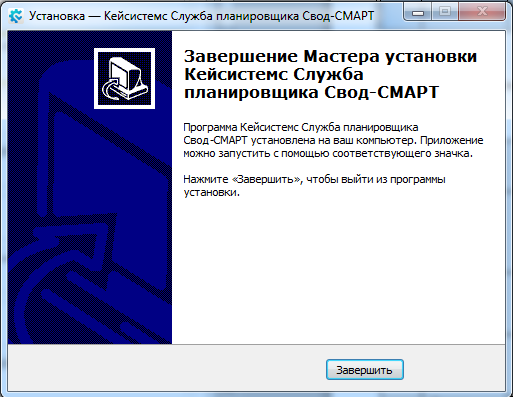 Установка — Кейсистемс Служба планировщика Свод-СМАРТ
Завершение Мастера установки
Кейсистемс Служба
планировщика Свод-СМАРТ
Программа Кейсистемс Служба планировщика
Свод-СМАРТ установлена на ваш компьютер. Приложение
можно запустить с помощью соответствующего значка.
Нажмите «Завершить», чтобы выйти из программы
установки.
Завершить